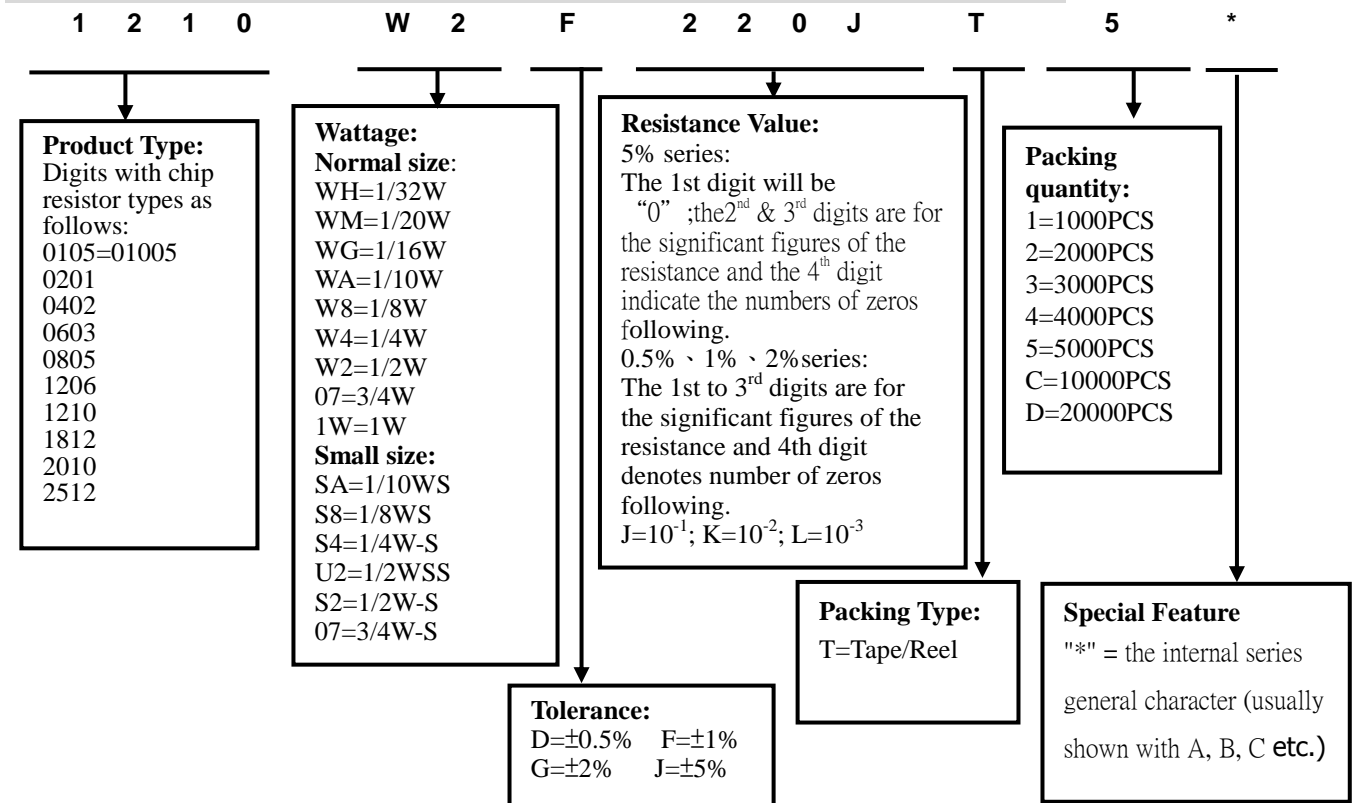 1 2 1 0 W 2 F 2 2 0 J T 5 *
Product Type:
Digits with chip
resistor types as
follows:
0105=01005
0201
0402
0603
0805
1206
1210
1812
2010
2512
Wattage:
Normal size:
WH=1/32W
WM=1/20W
WG=1/16W
WA=1/10W
W8=1/8W
W4=1/4W
W2=1/2W
07=3/4W
1W=1W
Small size:
SA=1/10WS
S8=1/8WS
S4=1/4W-S
U2=1/2WSS
S2=1/2W-S
07=3/4W-S
Resistance Value:
5% series:
The 1st digit will be
“0” ;the2nd & 3rd digits are for
the significant figures of the
resistance and the 4th digit
indicate the numbers of zeros
following.
0.5%、1%、2%series:
The 1st to 3rd digits are for
the significant figures of the
resistance and 4th digit
denotes number of zeros
following.
J=10-1; K=10-2; L=10-3
Packing
quantity:
1=1000PCS
2=2000PCS
3=3000PCS
4=4000PCS
5=5000PCS
C=10000PCS
D=20000PCS
Packing Type:
T=Tape/Reel
Special Feature
"*" = the internal series
general character (usually
shown with A, B, C etc.)
Tolerance:
D=±0.5% F=±1%
G=±2% J=±5%